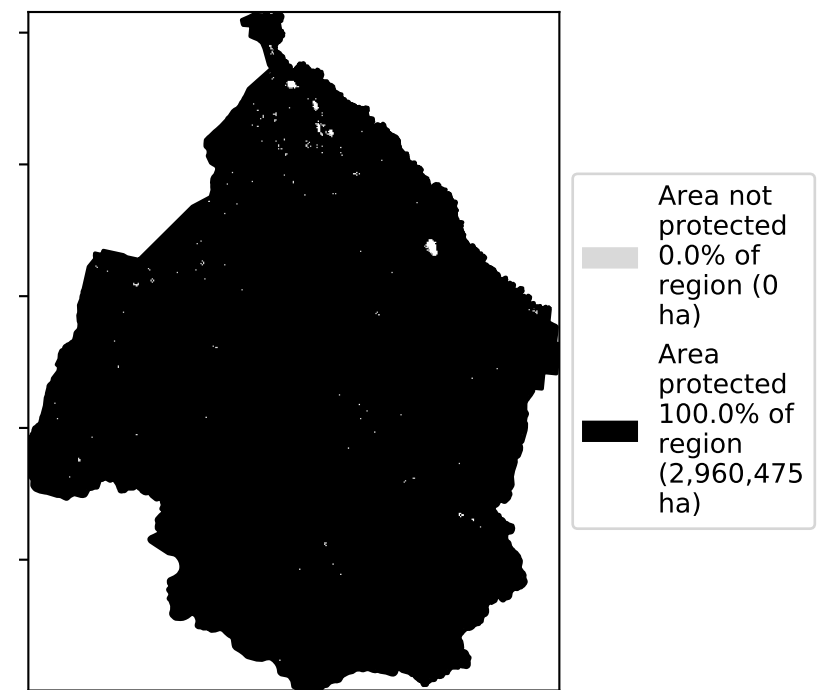 Area not
protected
0.0% of
region (0
ha)
Area
protected
100.0% of
region
(2,960,475
ha)